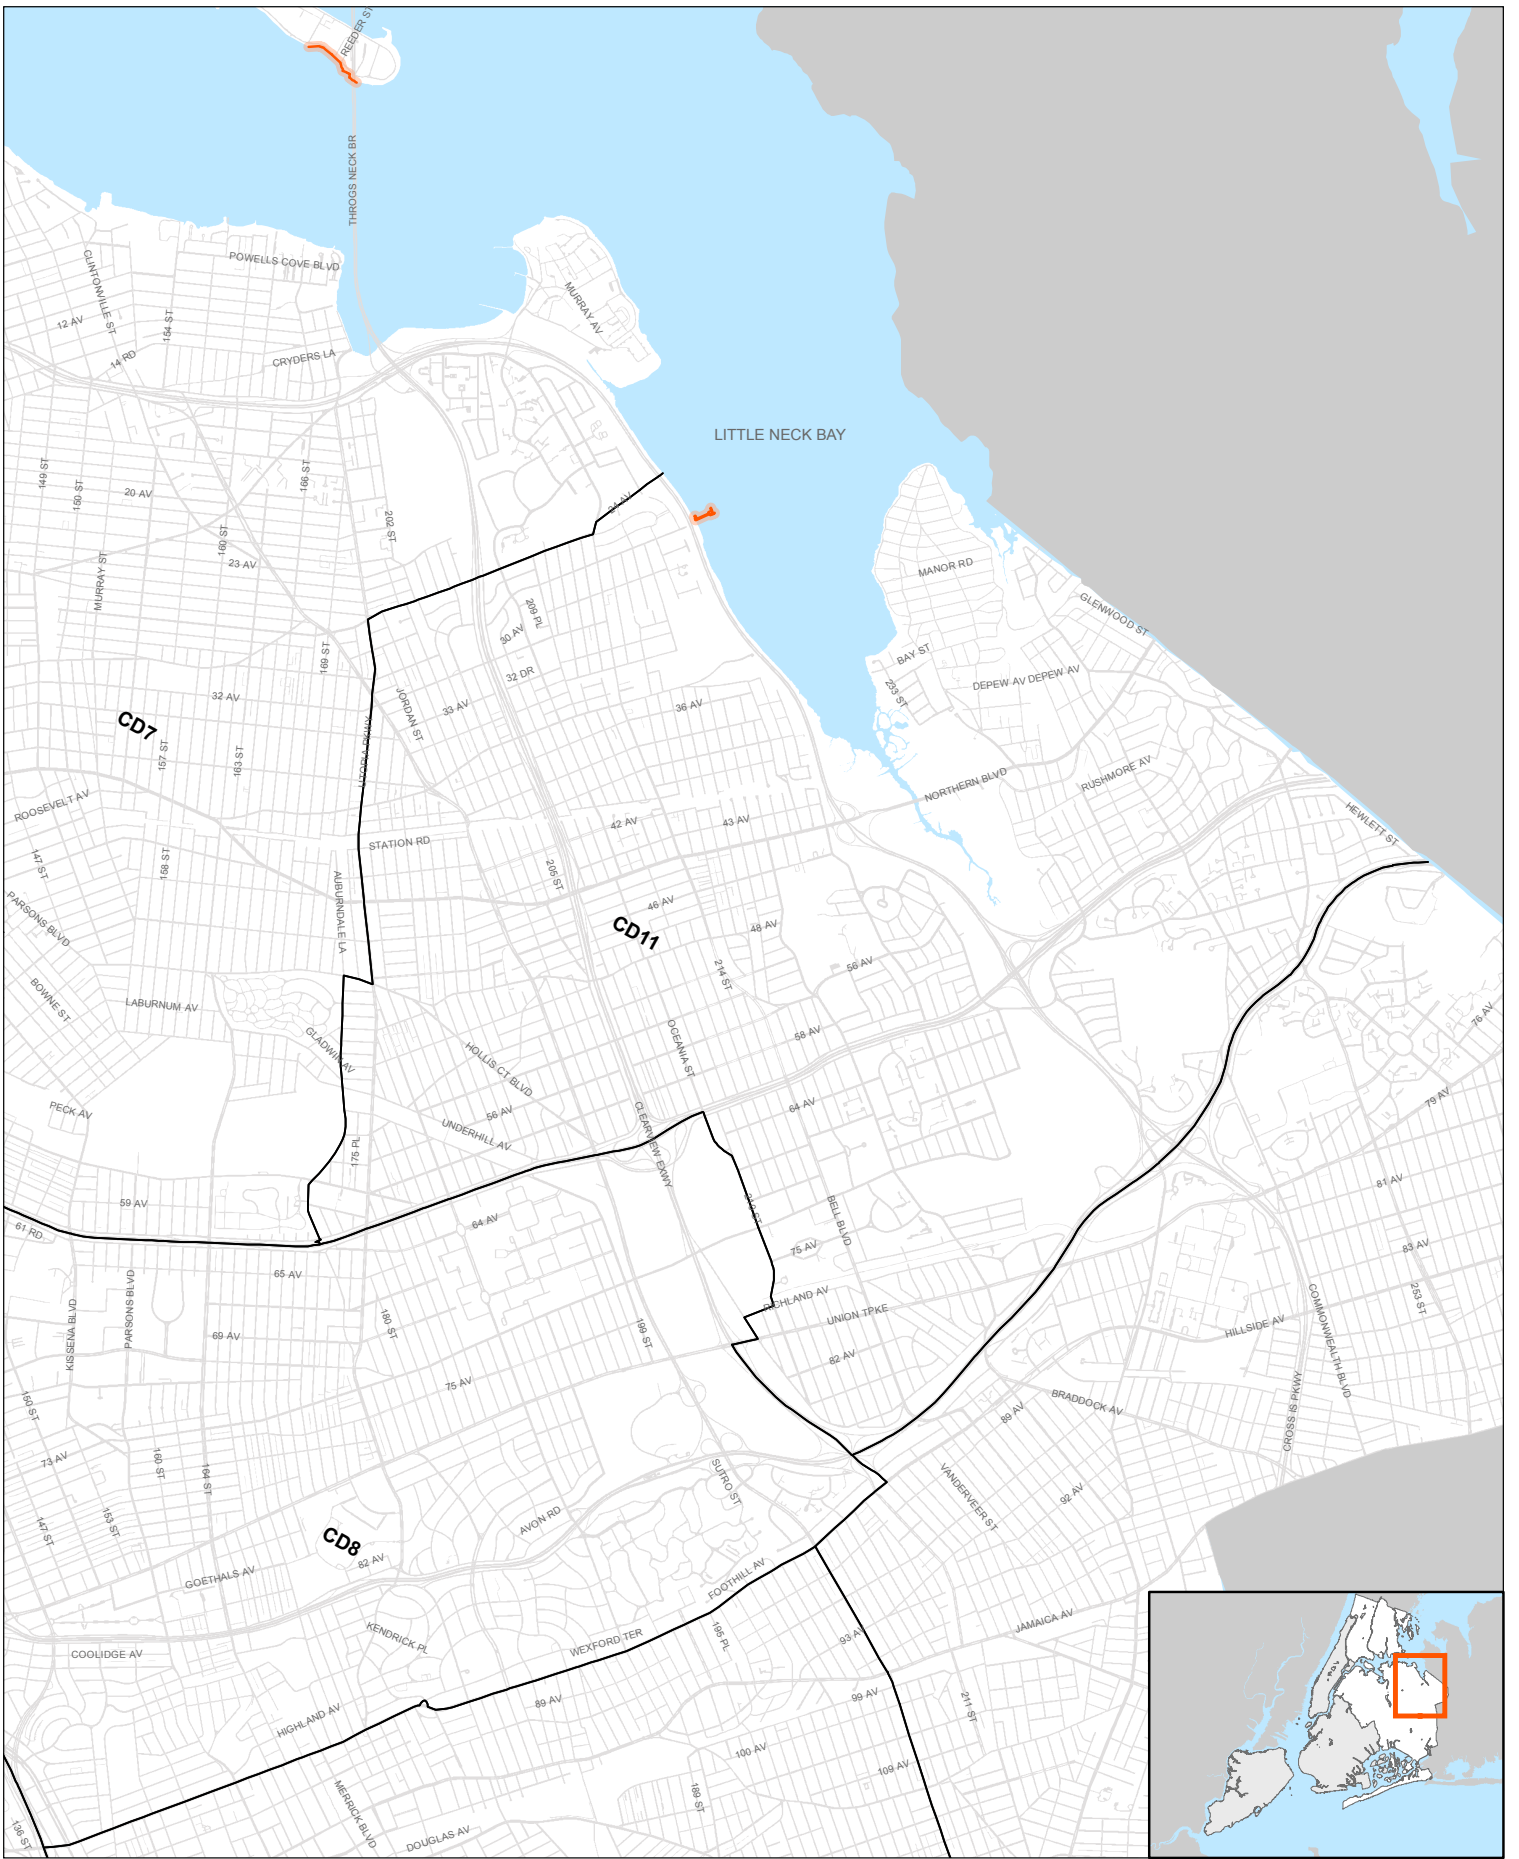 REEDER ST
THROGS NECK BR
POWELLS COVE BLVD
CLINTONVILLE ST
MURRAY AV
12 AV
154 ST
14 RD
CRYDERS LA
LITTLE NECK BAY
149 ST
150 ST
20 AV
166 ST
202 ST
24 AV
160 ST
23 AV
MURRAY ST
MANOR RD
GLENWOOD ST
209 PL
30 AV
169 ST
BAY ST
32 DR
DEPEW AV
DEPEW AV
233 ST
32 AV
33 AV
JORDAN ST
36 AV
CD7
UTOPIA PKWY
157 ST
163 ST
NORTHERN BLVD
RUSHMORE AV
ROOSEVELT AV
HEWLETT ST
42 AV
43 AV
STATION RD
147 ST
158 ST
205 ST
AUBURNDALE LA
46 AV
CD11
48 AV
PARSONS BLVD
56 AV
214 ST
BOWNE ST
LABURNUM AV
76 AV
GLADWIN AV
HOLLIS CT BLVD
OCEANIA ST
58 AV
PECK AV
56 AV
64 AV
79 AV
UNDERHILL AV
CLEARVIEW EXWY
175 PL
59 AV
81 AV
61 RD
64 AV
210 ST
BELL BLVD
75 AV
83 AV
65 AV
KISSENA BLVD
PARSONS BLVD
RICHLAND AV
UNION TPKE
253 ST
COMMONWEALTH BLVD
180 ST
69 AV
199 ST
HILLSIDE AV
82 AV
75 AV
150 ST
BRADDOCK AV
89 AV
CROSS IS PKWY
73 AV
160 ST
164 ST
SUTRO ST
VANDERVEER ST
92 AV
147 ST
153 ST
AVON RD
CD8
82 AV
GOETHALS AV
FOOTHILL AV
JAMAICA AV
KENDRICK PL
WEXFORD TER
195 PL
93 AV
COOLIDGE AV
HIGHLAND AV
89 AV
99 AV
211 ST
100 AV
109 AV
MERRICK BLVD
189 ST
136 ST
DOUGLAS AV